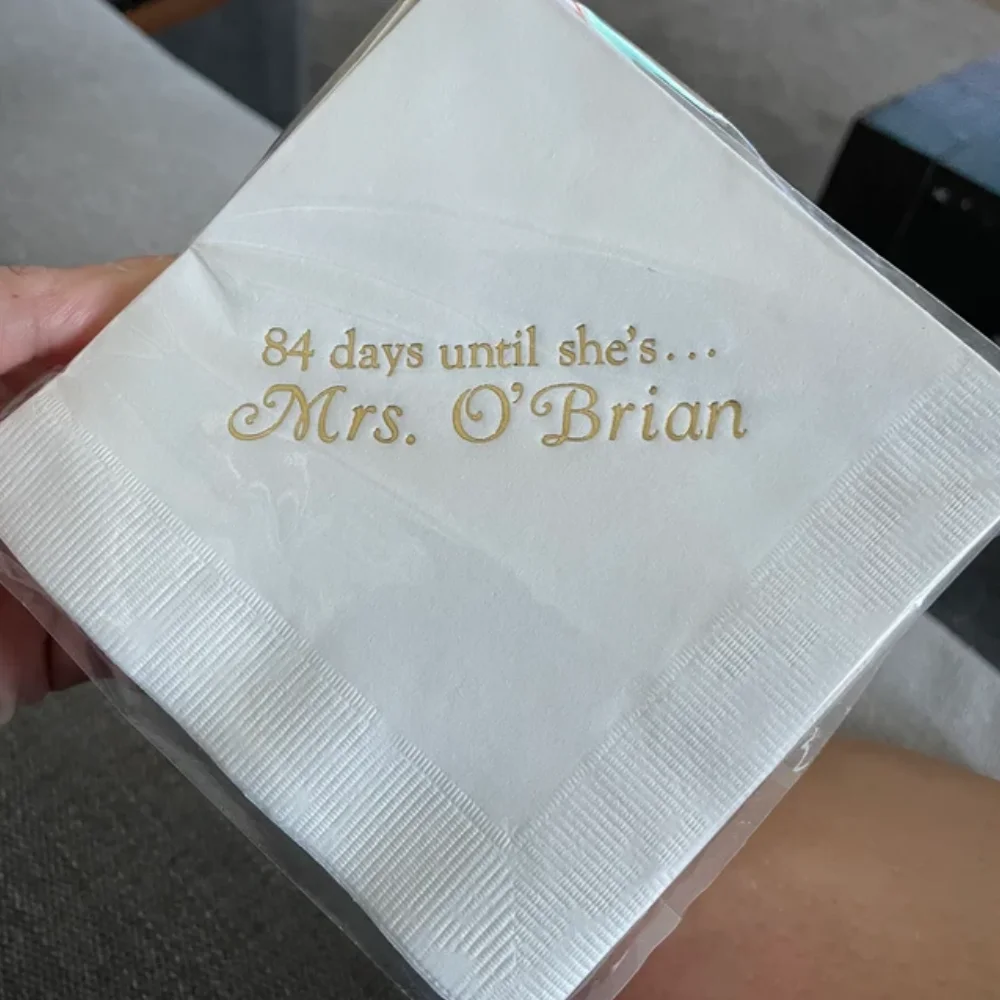 84 days until she's...
Mrs. O'Brian